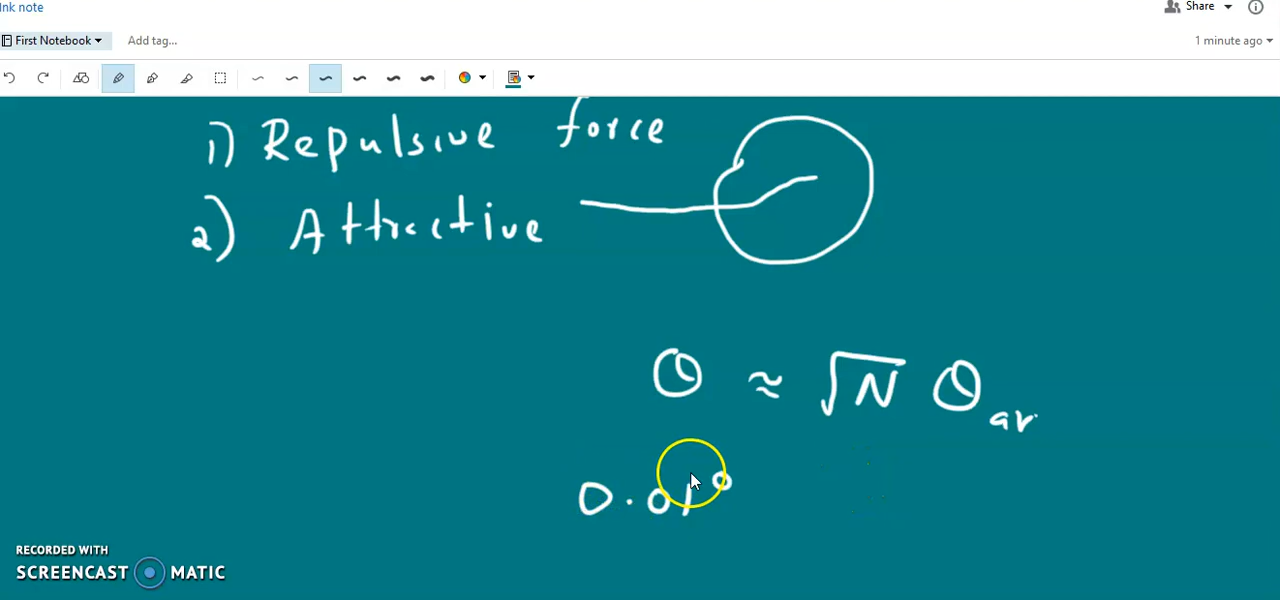 Ink note
Share
First Notebook
Add tag...
1 minute ago
1) Repulsive force
2) Attractive
Θ ≈ √N Θav
0.01°
RECORDED WITH
SCREENCAST MATIC